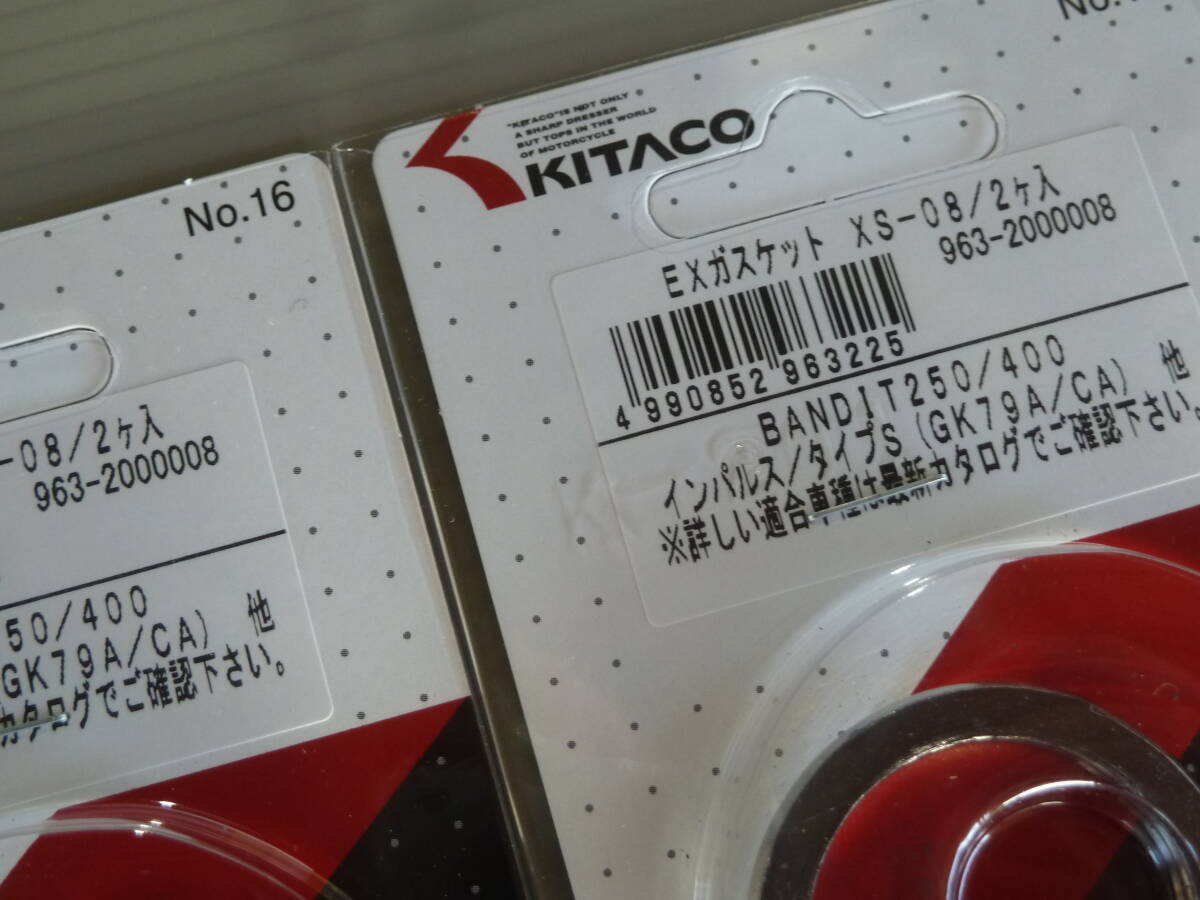 No.16
-08/2ヶ入
963-2000008
50/400
GK79A/CA) 他
カタログでご確認下さい。
No.
"KITACO"IS NOT ONLY
A SHARP DRESSER
BUT TOPS IN THE WORLD
OF MOTORCYCLE
KITACO
EXガスケット XS-08/2ヶ入
963-2000008
4 990852 963225
BANDIT250/400
インパルス/タイプS (GK79A/CA) 他
※詳しい適合車種は最新カタログでご確認下さい。